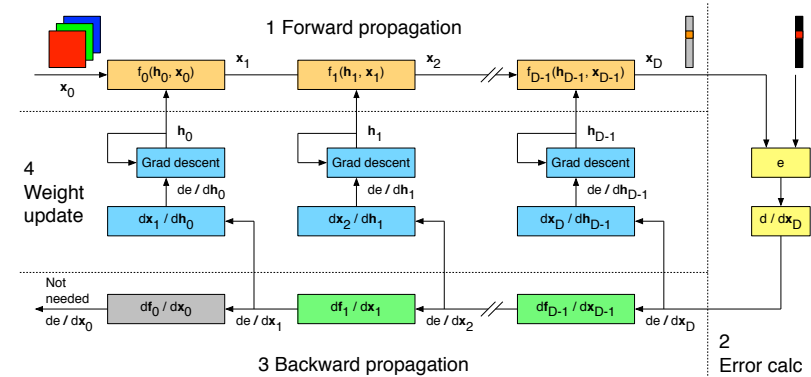 1 Forward propagation
x0
f0(h0, x0)
x1
f1(h1, x1)
x2
fD-1(hD-1, xD-1)
xD
h0
h1
hD-1
4
Weight
update
Grad descent
Grad descent
Grad descent
e
de / dh0
de / dh1
de / dhD-1
dx1 / dh0
dx2 / dh1
dxD / dhD-1
d / dxD
Not
needed
de / dx0
df0 / dx0
de / dx1
df1 / dx1
de / dx2
dfD-1 / dxD-1
de / dxD
3 Backward propagation
2
Error calc